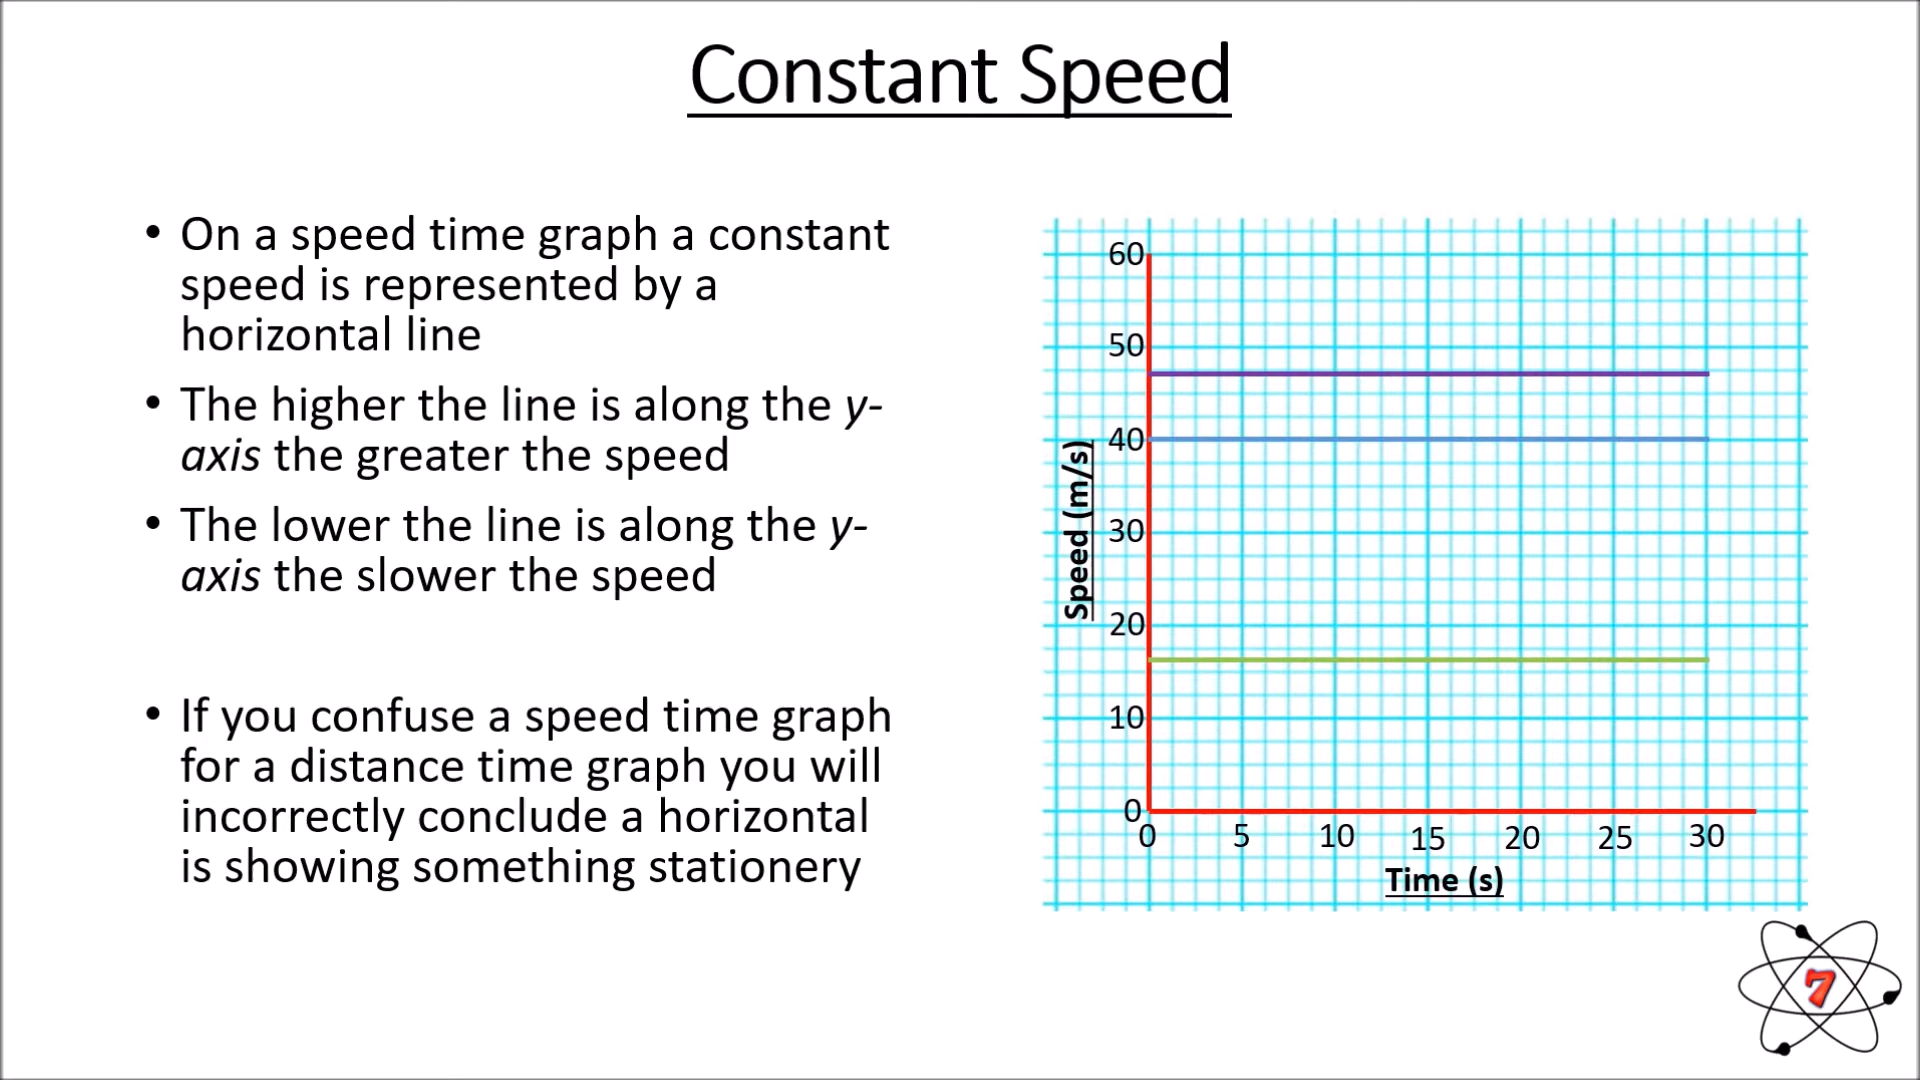 Constant Speed
• On a speed time graph a constant
speed is represented by a
horizontal line
• The higher the line is along the y-
axis the greater the speed
• The lower the line is along the y-
axis the slower the speed
• If you confuse a speed time graph
for a distance time graph you will
incorrectly conclude a horizontal
is showing something stationery
60
50
40
30
20
10
0
Speed (m/s)
0 5 10 15 20 25 30
Time (s)
7